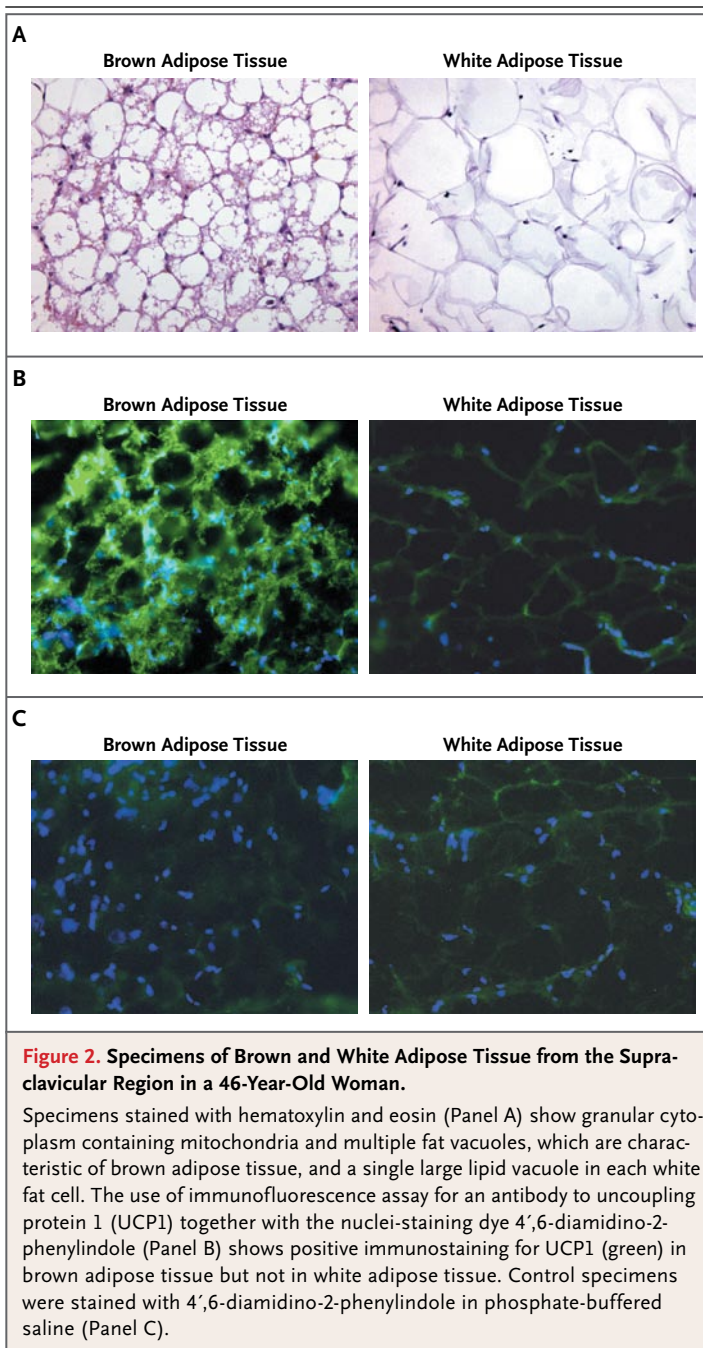 A
Brown Adipose Tissue White Adipose Tissue
B
Brown Adipose Tissue White Adipose Tissue
C
Brown Adipose Tissue White Adipose Tissue
Figure 2. Specimens of Brown and White Adipose Tissue from the Supra-
clavicular Region in a 46-Year-Old Woman.
Specimens stained with hematoxylin and eosin (Panel A) show granular cyto-
plasm containing mitochondria and multiple fat vacuoles, which are charac-
teristic of brown adipose tissue, and a single large lipid vacuole in each white
fat cell. The use of immunofluorescence assay for an antibody to uncoupling
protein 1 (UCP1) together with the nuclei-staining dye 4′,6-diamidino-2-
phenylindole (Panel B) shows positive immunostaining for UCP1 (green) in
brown adipose tissue but not in white adipose tissue. Control specimens
were stained with 4′,6-diamidino-2-phenylindole in phosphate-buffered
saline (Panel C).